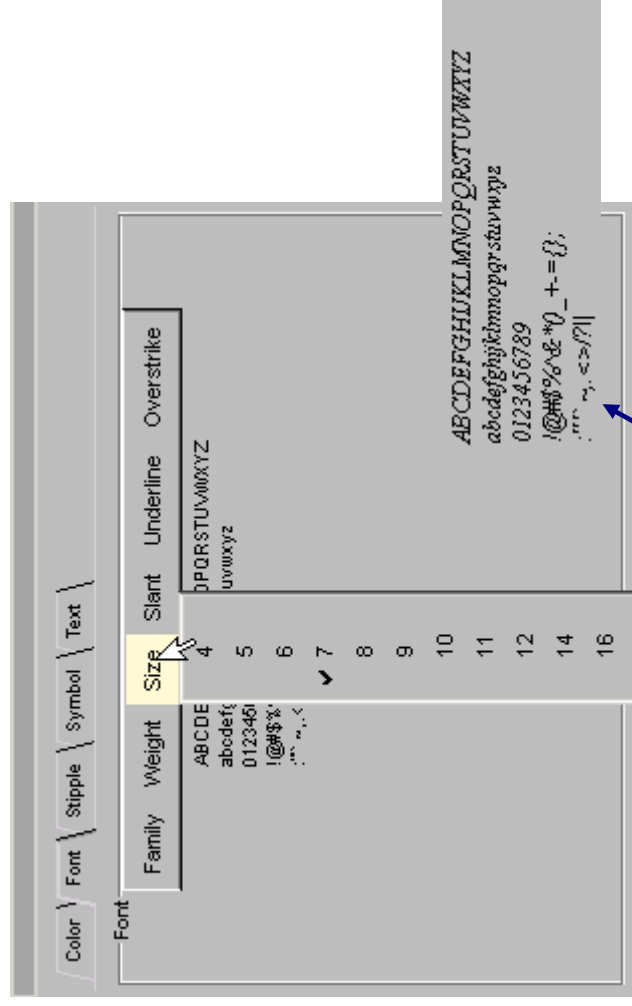 Color Font Stipple Symbol Text
Font
Family Weight Size Slant Underline Overstrike
ABCDE OPQRSTUVWXYZ
abcdefg uvwxyz
012345
!@#$%
4
5
6
7
8
9
10
11
12
14
16
ABCDEFGHIJKLMNOPQRSTUVWXYZ
abcdefghijklmnopqrstuvwxyz
0123456789
!@#$%^&*()_+-={};
:"'`~,.<>/?||